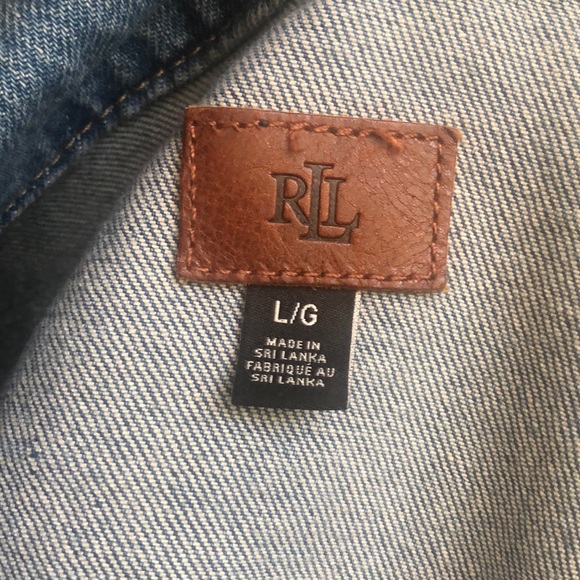 RLL
L/G
MADE IN
SRI LANKA
FABRIQUÉ AU
SRI LANKA